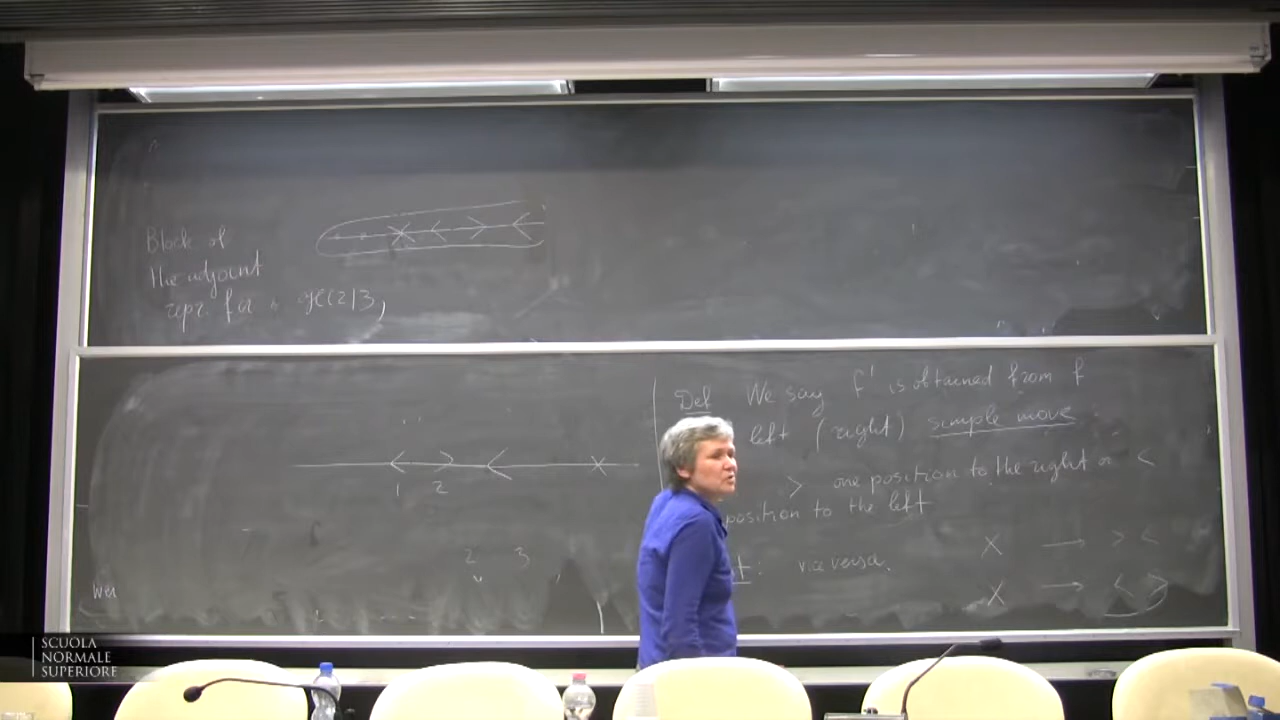 Block of
the adjoint
repr. for gl(2|3)
× < > <
< > < ×
1 2
2 3
Def We say f' is obtained from f
left (right) simple move
> one position to the right or <
position to the left
vice versa.
× → > <
× → < >
SCUOLA
NORMALE
SUPERIORE